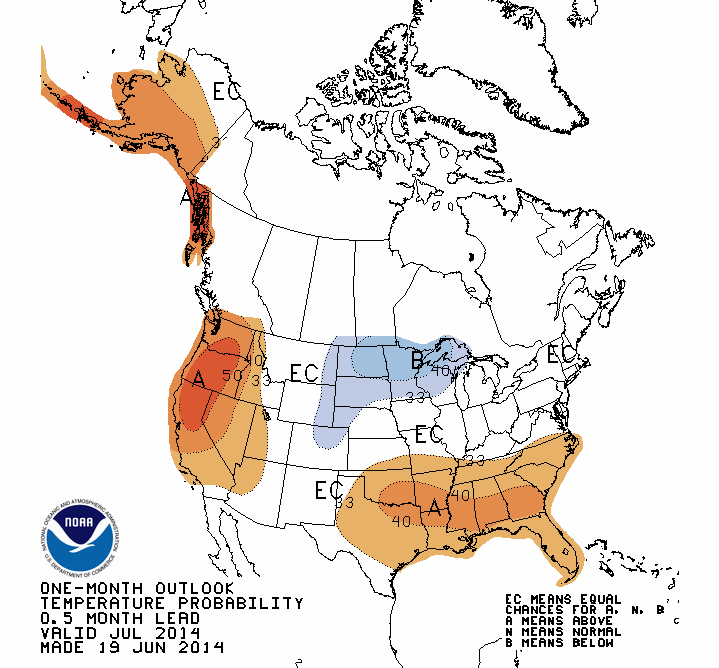 EC
3
A
40
50
33
A
EC
B
40
33
EC
EC
33
EC
33
40
A
40
NATIONAL OCEANIC AND ATMOSPHERIC ADMINISTRATION
NOAA
U.S. DEPARTMENT OF COMMERCE
ONE-MONTH OUTLOOK
TEMPERATURE PROBABILITY
0.5 MONTH LEAD
VALID JUL 2014
MADE 19 JUN 2014
EC MEANS EQUAL
CHANCES FOR A, N, B
A MEANS ABOVE
N MEANS NORMAL
B MEANS BELOW